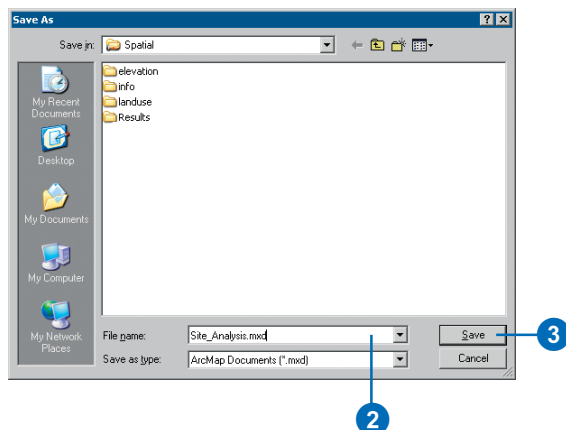 Save As
Save in:
Spatial
elevation
info
landuse
Results
My Recent
Documents
Desktop
My Documents
My Computer
My Network
Places
File name:
Site_Analysis.mxd
Save
3
Save as type:
ArcMap Documents (*.mxd)
Cancel
2